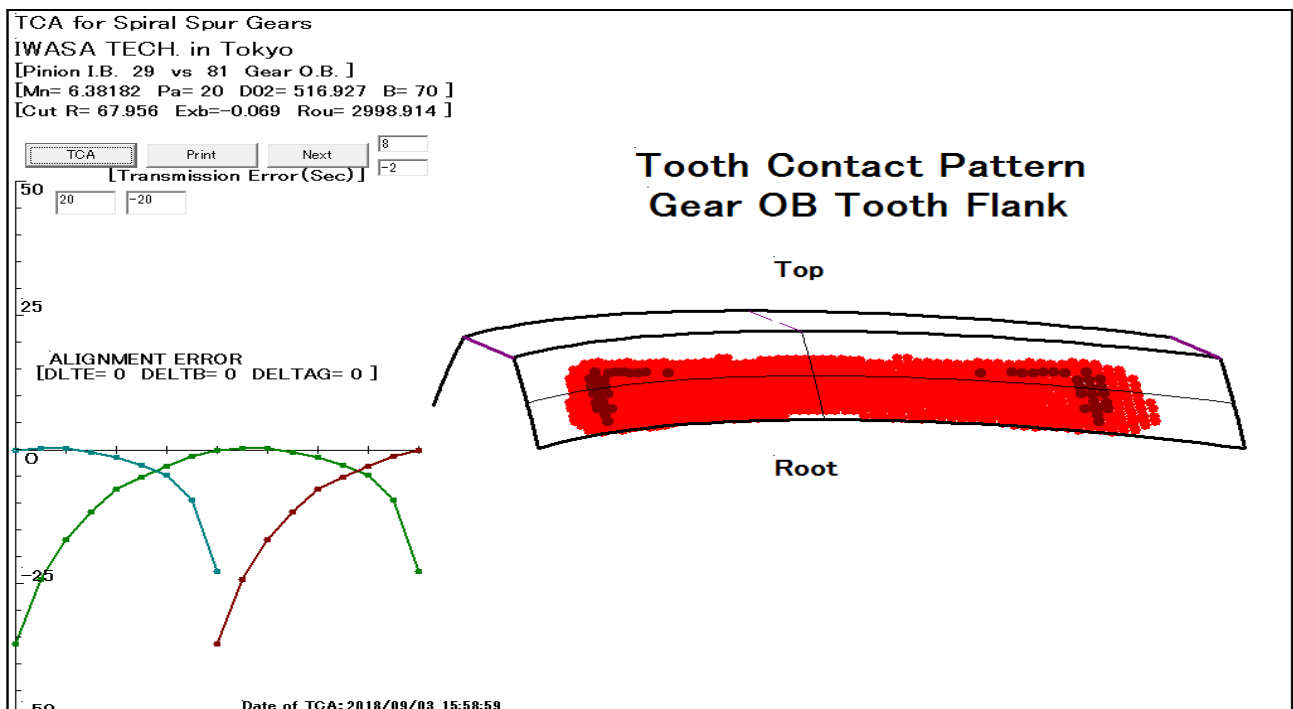 TCA for Spiral Spur Gears
IWASA TECH. in Tokyo
[Pinion I.B. 29 vs 81 Gear O.B. ]
[Mn= 6.38182 Pa= 20 D02= 516.927 B= 70 ]
[Cut R= 67.956 Exb=-0.069 Rou= 2998.914 ]
TCA Print Next 8
-2
[Transmission Error(Sec)]
50
20 -20
Tooth Contact Pattern
Gear OB Tooth Flank
Top
25
ALIGNMENT ERROR
[DLTE= 0 DELTB= 0 DELTAG= 0 ]
0
Root
-25
-50
Date of TCA:2018/09/03 15:58:59